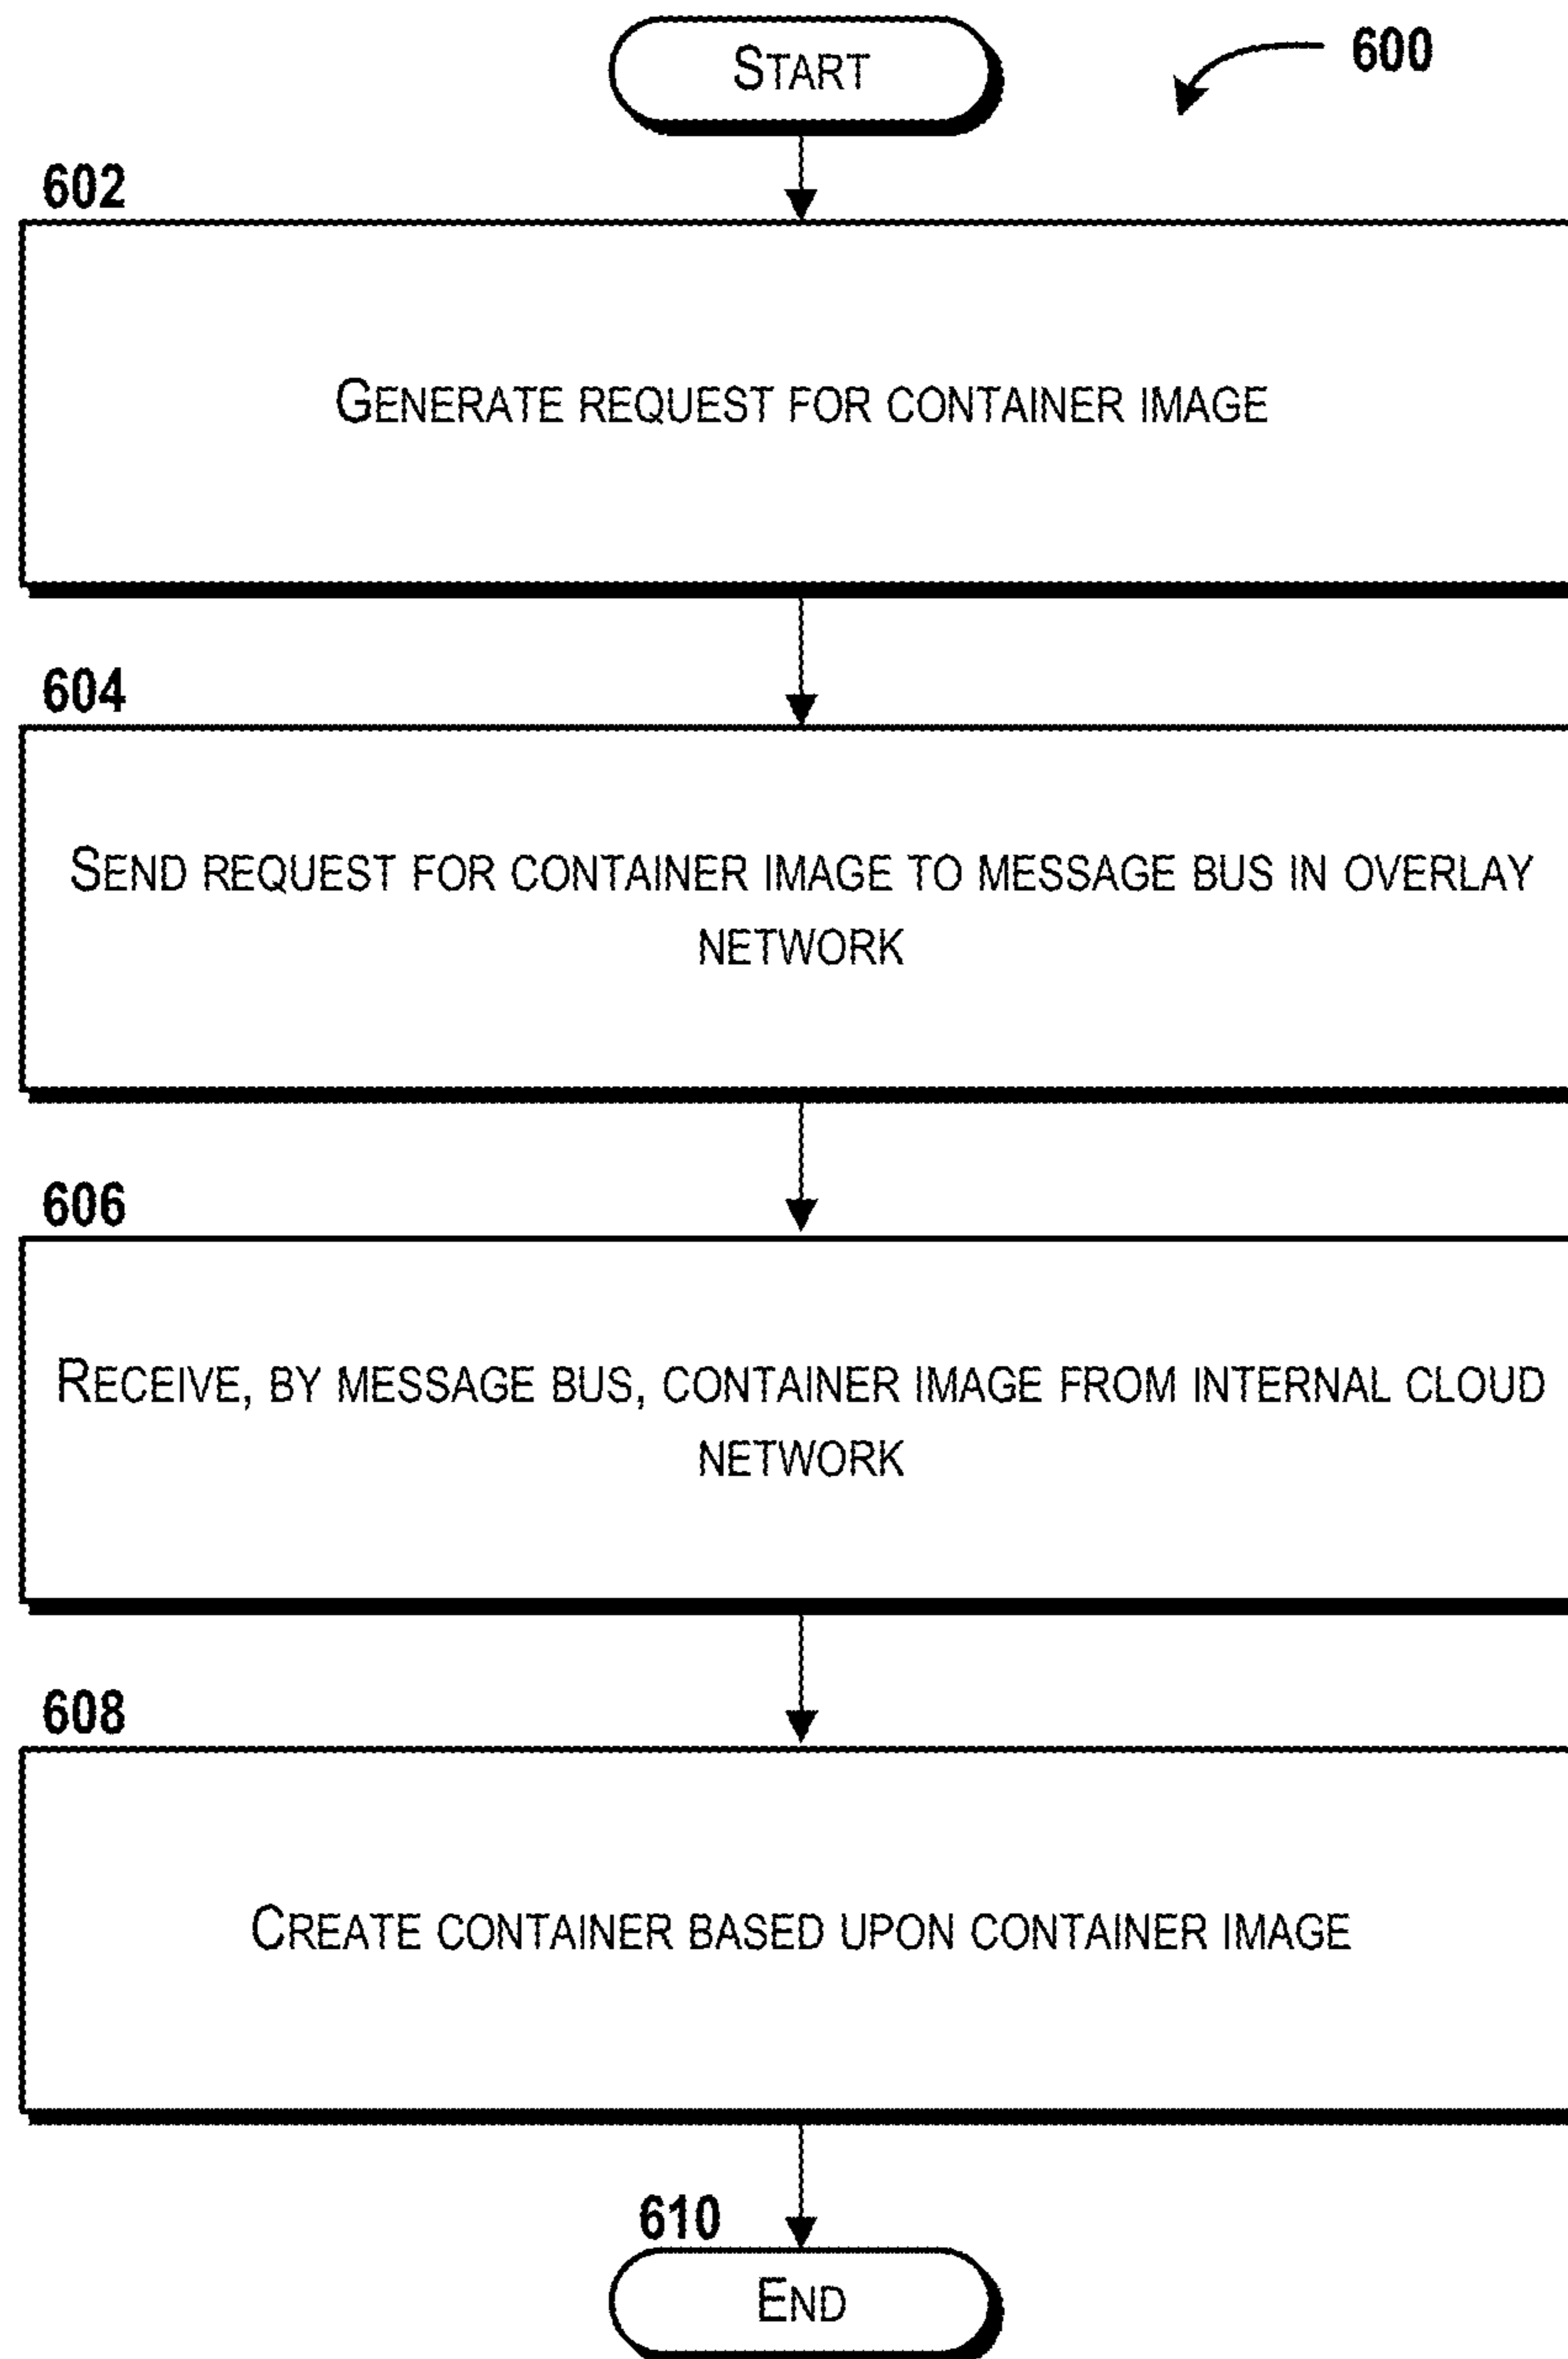 START
600
602
GENERATE REQUEST FOR CONTAINER IMAGE
604
SEND REQUEST FOR CONTAINER IMAGE TO MESSAGE BUS IN OVERLAY
NETWORK
606
RECEIVE, BY MESSAGE BUS, CONTAINER IMAGE FROM INTERNAL CLOUD
NETWORK
608
CREATE CONTAINER BASED UPON CONTAINER IMAGE
610
END